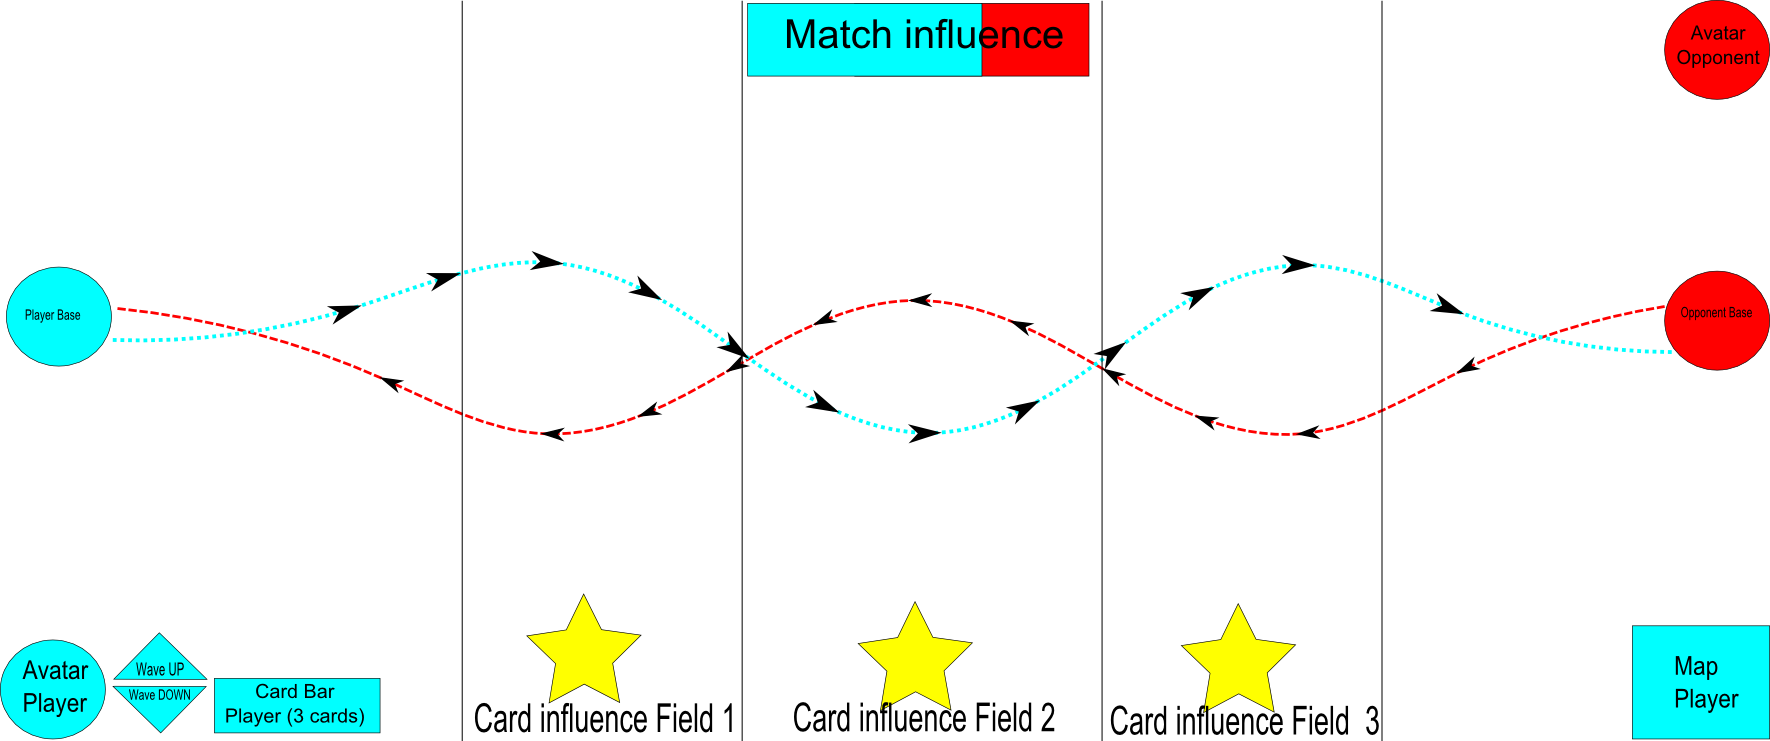 Match influence
Avatar
Opponent
Player Base
Opponent Base
Avatar
Player
Wave UP
Wave DOWN
Card Bar
Player (3 cards)
Card influence Field 1
Card influence Field 2
Card influence Field  3
Map
Player